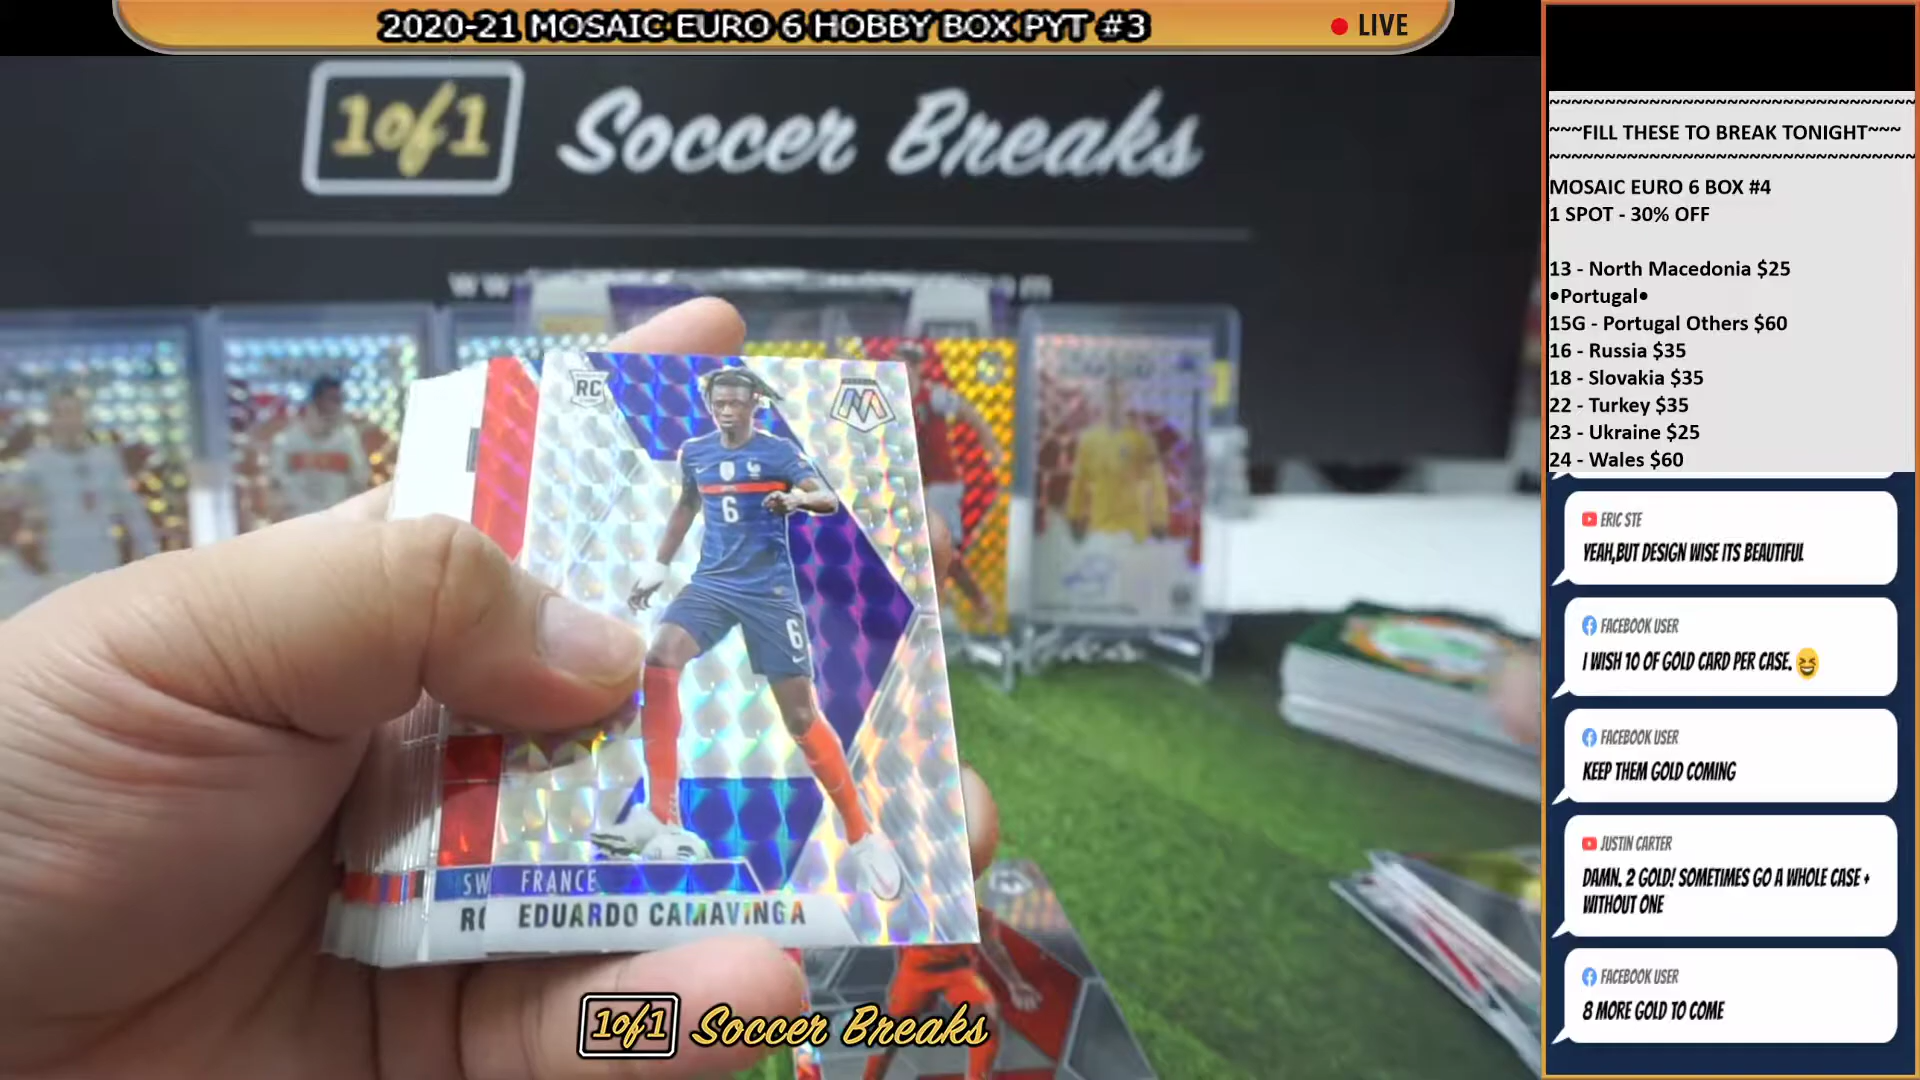 2020-21 MOSAIC EURO 6 HOBBY BOX PYT #3
LIVE
1of1 Soccer Breaks
RC
6
6
SW
FRANCE
EDUARDO CAMAVINGA
1of1 Soccer Breaks
~~~~~~~~~~~~~~~~~~~~~~~~~~~~~~
~~~FILL THESE TO BREAK TONIGHT~~~
~~~~~~~~~~~~~~~~~~~~~~~~~~~~~~
MOSAIC EURO 6 BOX #4
1 SPOT - 30% OFF
13 - North Macedonia $25
•Portugal•
15G - Portugal Others $60
16 - Russia $35
18 - Slovakia $35
22 - Turkey $35
23 - Ukraine $25
24 - Wales $60
ERIC STE
YEAH,BUT DESIGN WISE ITS BEAUTIFUL
FACEBOOK USER
I WISH 10 OF GOLD CARD PER CASE. 😆
FACEBOOK USER
KEEP THEM GOLD COMING
JUSTIN CARTER
DAMN. 2 GOLD! SOMETIMES GO A WHOLE CASE +
WITHOUT ONE
FACEBOOK USER
8 MORE GOLD TO COME